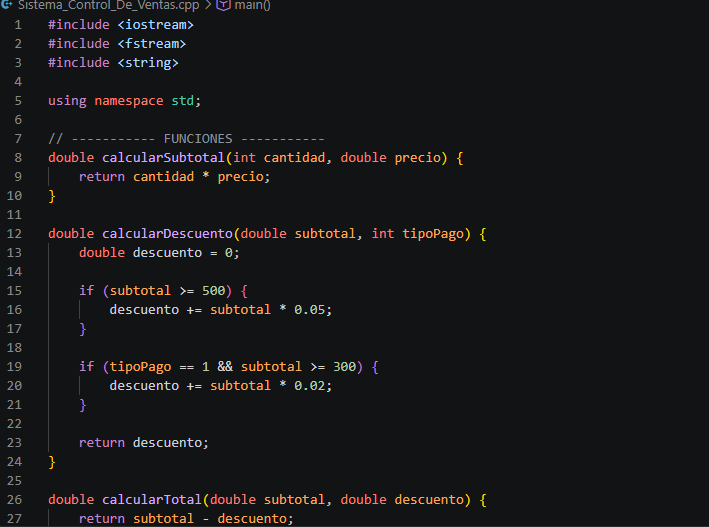 Sistema_Control_De_Ventas.cpp > main()
1 #include <iostream>
2 #include <fstream>
3 #include <string>
4
5 using namespace std;
6
7 // ----------- FUNCIONES -----------
8 double calcularSubtotal(int cantidad, double precio) {
9     return cantidad * precio;
10 }
11
12 double calcularDescuento(double subtotal, int tipoPago) {
13     double descuento = 0;
14
15     if (subtotal >= 500) {
16         descuento += subtotal * 0.05;
17     }
18
19     if (tipoPago == 1 && subtotal >= 300) {
20         descuento += subtotal * 0.02;
21     }
22
23     return descuento;
24 }
25
26 double calcularTotal(double subtotal, double descuento) {
27     return subtotal - descuento;